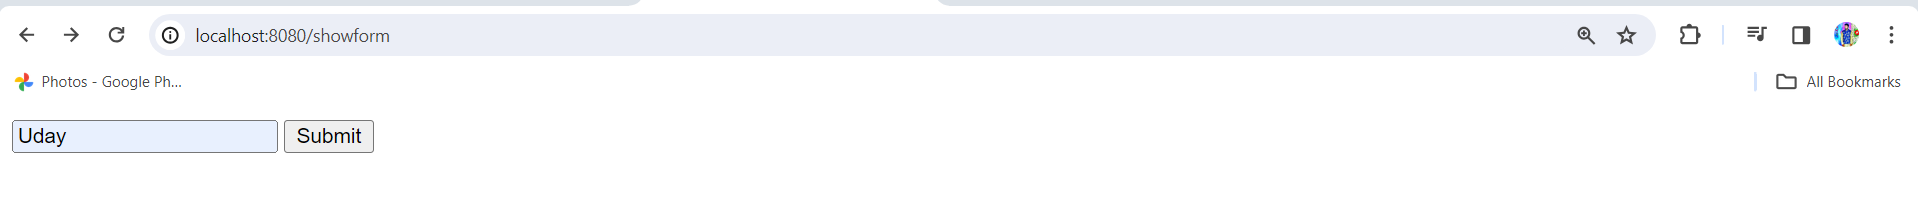 localhost:8080/showform
Photos - Google Ph...
All Bookmarks
Uday
Submit